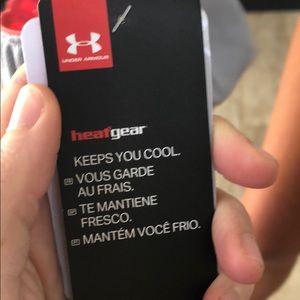 UNDER ARMOUR
heatgear
KEEPS YOU COOL.
VOUS GARDE
AU FRAIS.
TE MANTIENE
FRESCO.
MANTÉM VOCÊ FRIO.